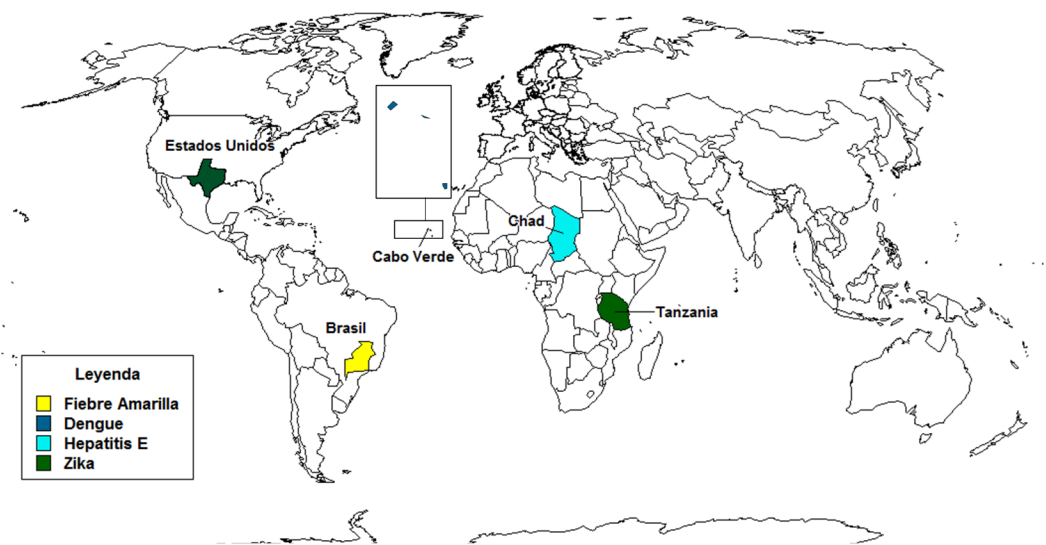 Estados Unidos
Chad
Cabo Verde
Tanzania
Brasil
Leyenda
Fiebre Amarilla
Dengue
Hepatitis E
Zika